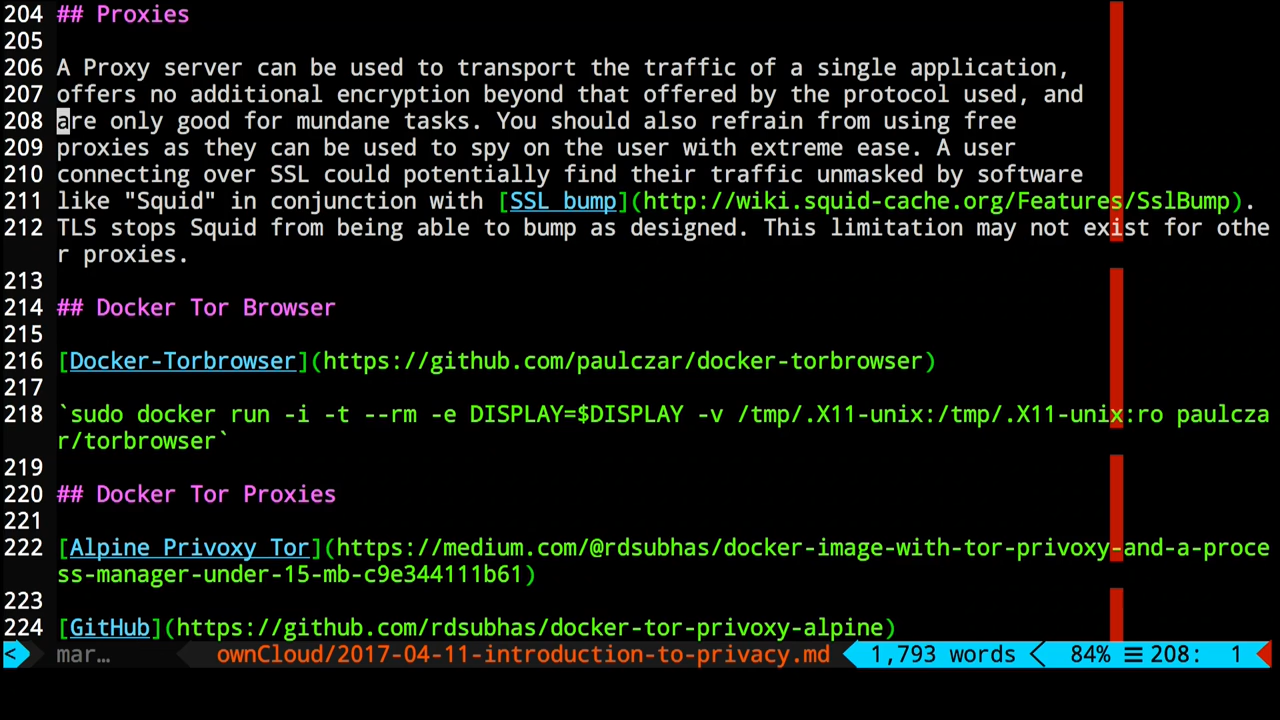 204 ## Proxies
205
206 A Proxy server can be used to transport the traffic of a single application,
207 offers no additional encryption beyond that offered by the protocol used, and
208 are only good for mundane tasks. You should also refrain from using free
209 proxies as they can be used to spy on the user with extreme ease. A user
210 connecting over SSL could potentially find their traffic unmasked by software
211 like "Squid" in conjunction with [SSL bump](http://wiki.squid-cache.org/Features/SslBump).
212 TLS stops Squid from being able to bump as designed. This limitation may not exist for othe
r proxies.
213
214 ## Docker Tor Browser
215
216 [Docker-Torbrowser](https://github.com/paulczar/docker-torbrowser)
217
218 `sudo docker run -i -t --rm -e DISPLAY=$DISPLAY -v /tmp/.X11-unix:/tmp/.X11-unix:ro paulcza
r/torbrowser`
219
220 ## Docker Tor Proxies
221
222 [Alpine Privoxy Tor](https://medium.com/@rdsubhas/docker-image-with-tor-privoxy-and-a-proce
ss-manager-under-15-mb-c9e344111b61)
223
224 [GitHub](https://github.com/rdsubhas/docker-tor-privoxy-alpine)
< mar… ownCloud/2017-04-11-introduction-to-privacy.md 1,793 words < 84% ☰ 208: 1